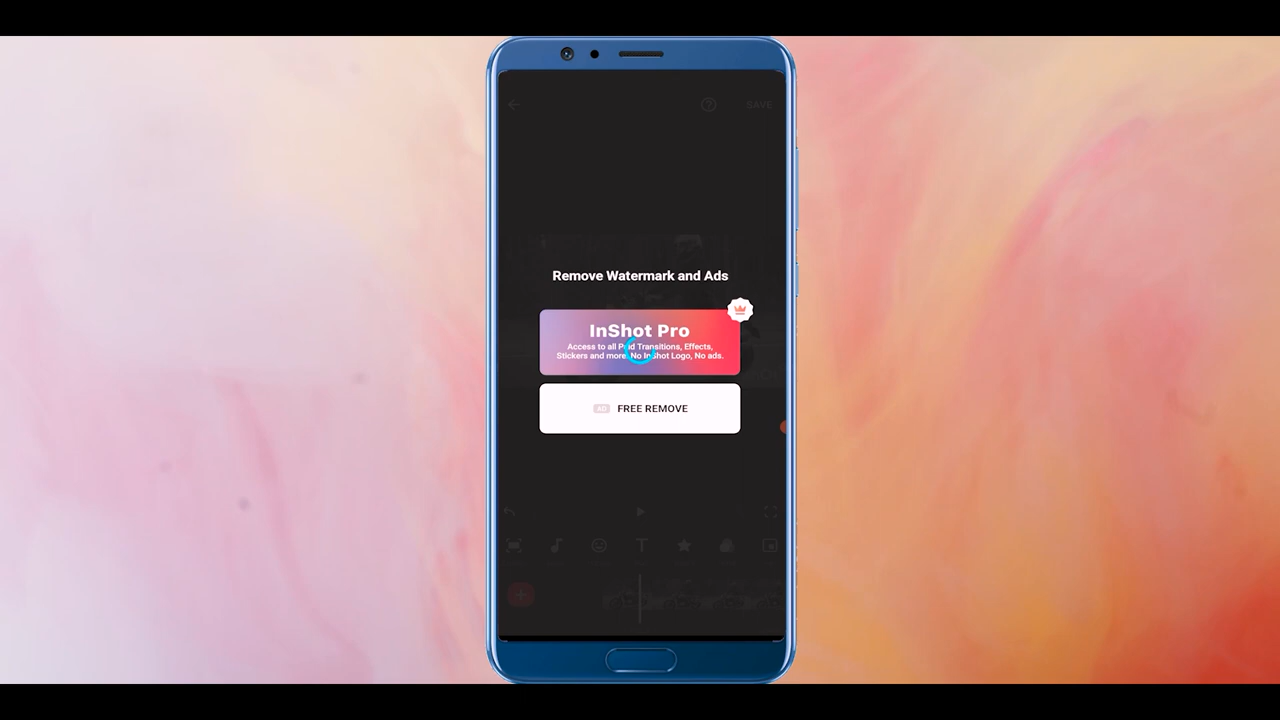 SAVE
Remove Watermark and Ads
InShot Pro
Access to all Paid Transitions, Effects,
Stickers and more. No InShot Logo, No ads.
AD FREE REMOVE
T